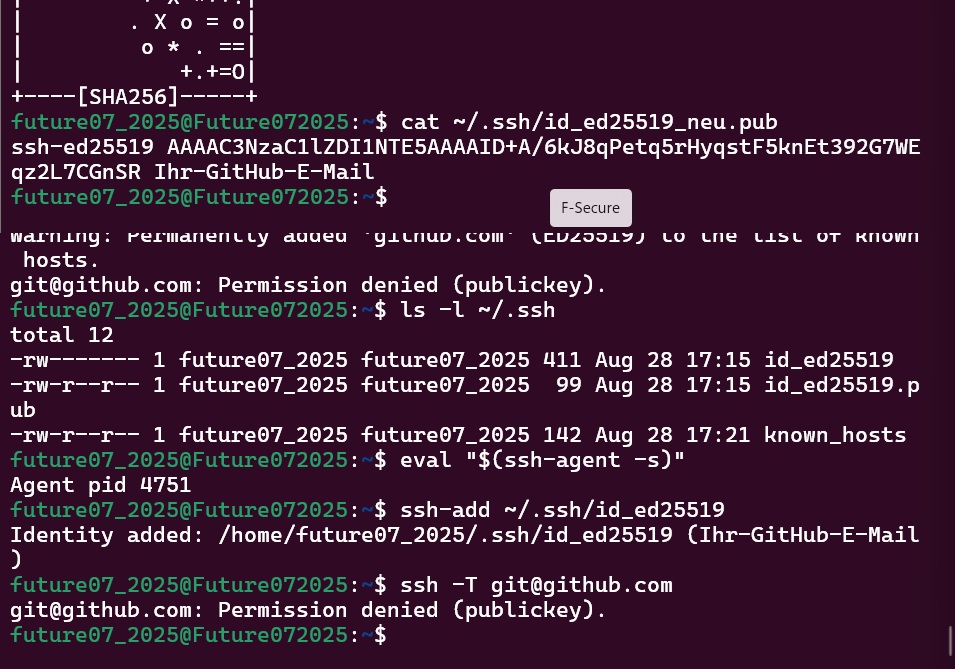 . X o = o|
| o * . ==|
| +.+=O|
+----[SHA256]-----+
future07_2025@Future072025:~$ cat ~/.ssh/id_ed25519_neu.pub
ssh-ed25519 AAAAC3NzaC1lZDI1NTE5AAAAID+A/6kJ8qPetq5rHyqstF5knEt392G7WE
qz2L7CGnSR Ihr-GitHub-E-Mail
future07_2025@Future072025:~$
F-Secure
Warning: Permanently added 'github.com' (ED25519) to the list of known
hosts.
git@github.com: Permission denied (publickey).
future07_2025@Future072025:~$ ls -l ~/.ssh
total 12
-rw------- 1 future07_2025 future07_2025 411 Aug 28 17:15 id_ed25519
-rw-r--r-- 1 future07_2025 future07_2025  99 Aug 28 17:15 id_ed25519.p
ub
-rw-r--r-- 1 future07_2025 future07_2025 142 Aug 28 17:21 known_hosts
future07_2025@Future072025:~$ eval "$(ssh-agent -s)"
Agent pid 4751
future07_2025@Future072025:~$ ssh-add ~/.ssh/id_ed25519
Identity added: /home/future07_2025/.ssh/id_ed25519 (Ihr-GitHub-E-Mail
)
future07_2025@Future072025:~$ ssh -T git@github.com
git@github.com: Permission denied (publickey).
future07_2025@Future072025:~$